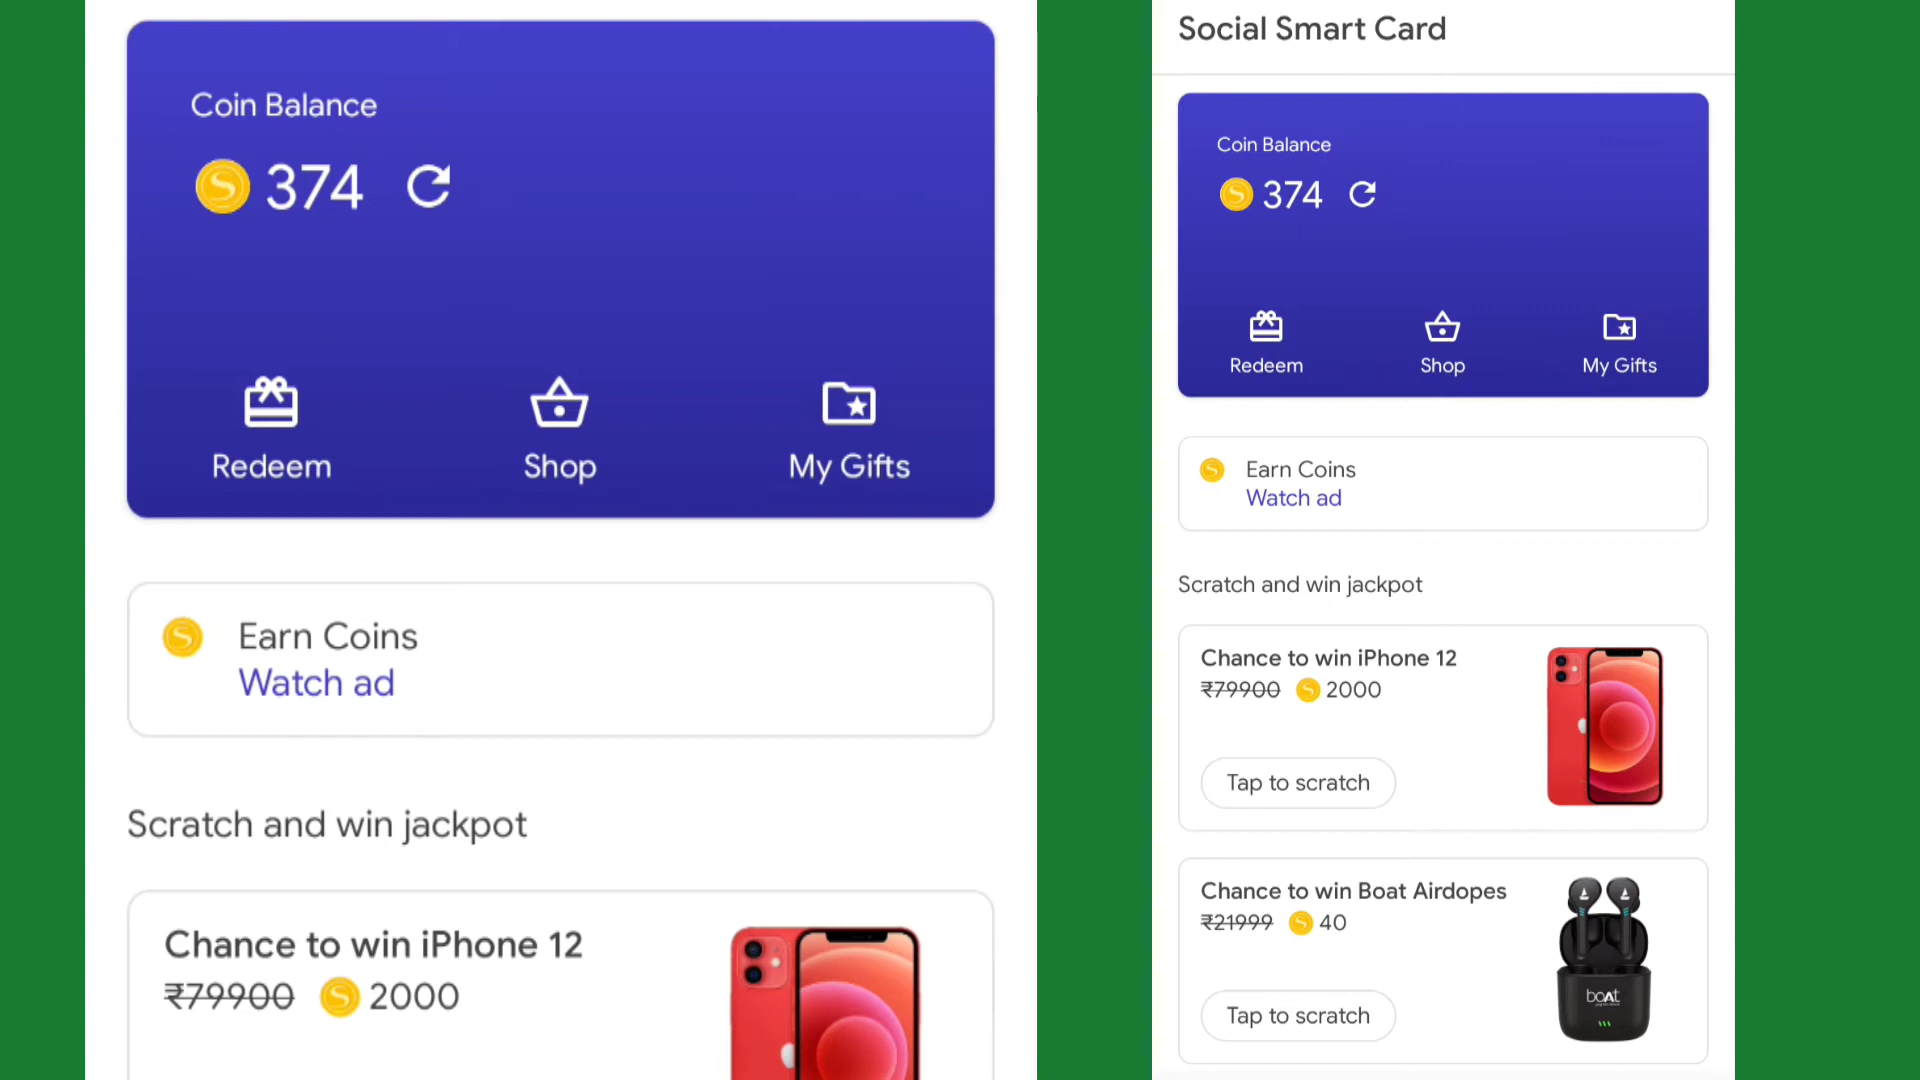 Coin Balance
374
Redeem
Shop
My Gifts
Earn Coins
Watch ad
Scratch and win jackpot
Chance to win iPhone 12
₹79900 2000
Social Smart Card
Coin Balance
374
Redeem
Shop
My Gifts
Earn Coins
Watch ad
Scratch and win jackpot
Chance to win iPhone 12
₹79900 2000
Tap to scratch
Chance to win Boat Airdopes
₹21999 40
boAt
Tap to scratch